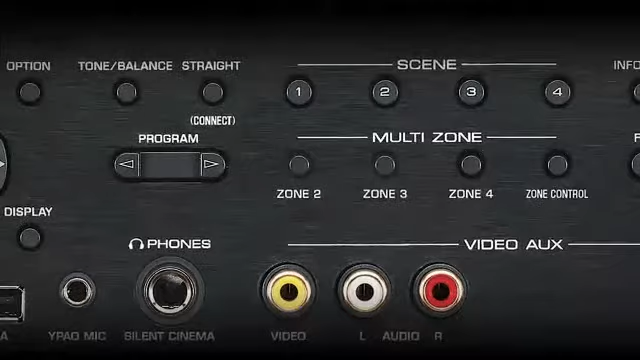 OPTION TONE/BALANCE STRAIGHT SCENE
1 2 3 4
(CONNECT)
PROGRAM MULTI ZONE
ZONE 2 ZONE 3 ZONE 4 ZONE CONTROL
DISPLAY
PHONES VIDEO AUX
YPAO MIC SILENT CINEMA VIDEO L AUDIO R